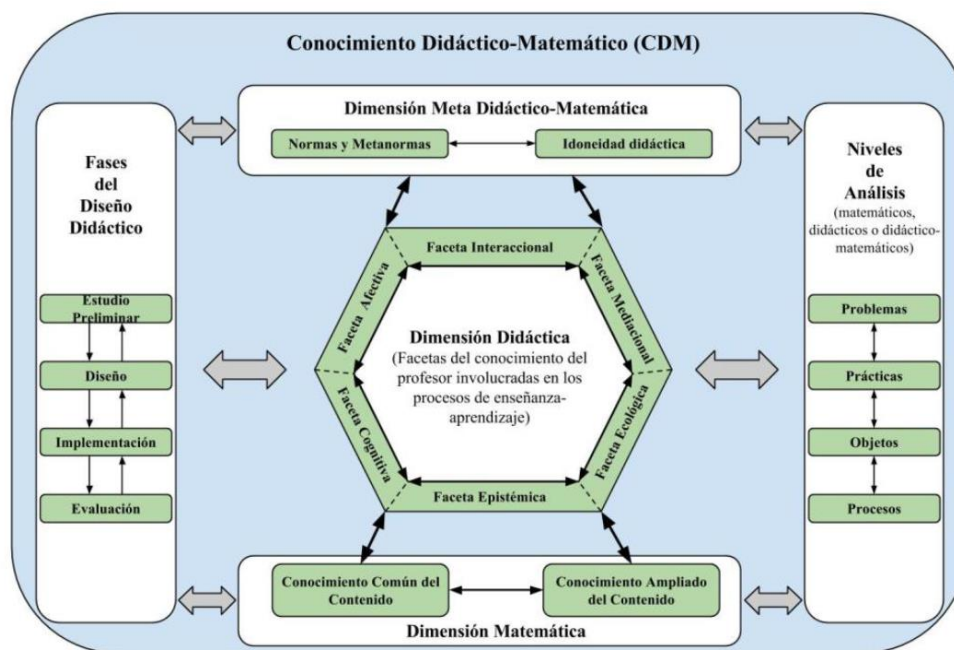 Conocimiento Didáctico-Matemático (CDM)
Fases
del
Diseño
Didáctico
Estudio
Preliminar
Diseño
Implementación
Evaluación
Dimensión Meta Didáctico-Matemática
Normas y Metanormas
Idoneidad didáctica
Faceta Interaccional
Faceta Afectiva
Faceta Mediacional
Dimensión Didáctica
(Facetas del conocimiento del
profesor involucradas en los
procesos de enseñanza-
aprendizaje)
Faceta Cognitiva
Faceta Ecológica
Faceta Epistémica
Conocimiento Común del
Contenido
Conocimiento Ampliado
del Contenido
Dimensión Matemática
Niveles
de
Análisis
(matemáticos,
didácticos o didáctico-
matemáticos)
Problemas
Prácticas
Objetos
Procesos